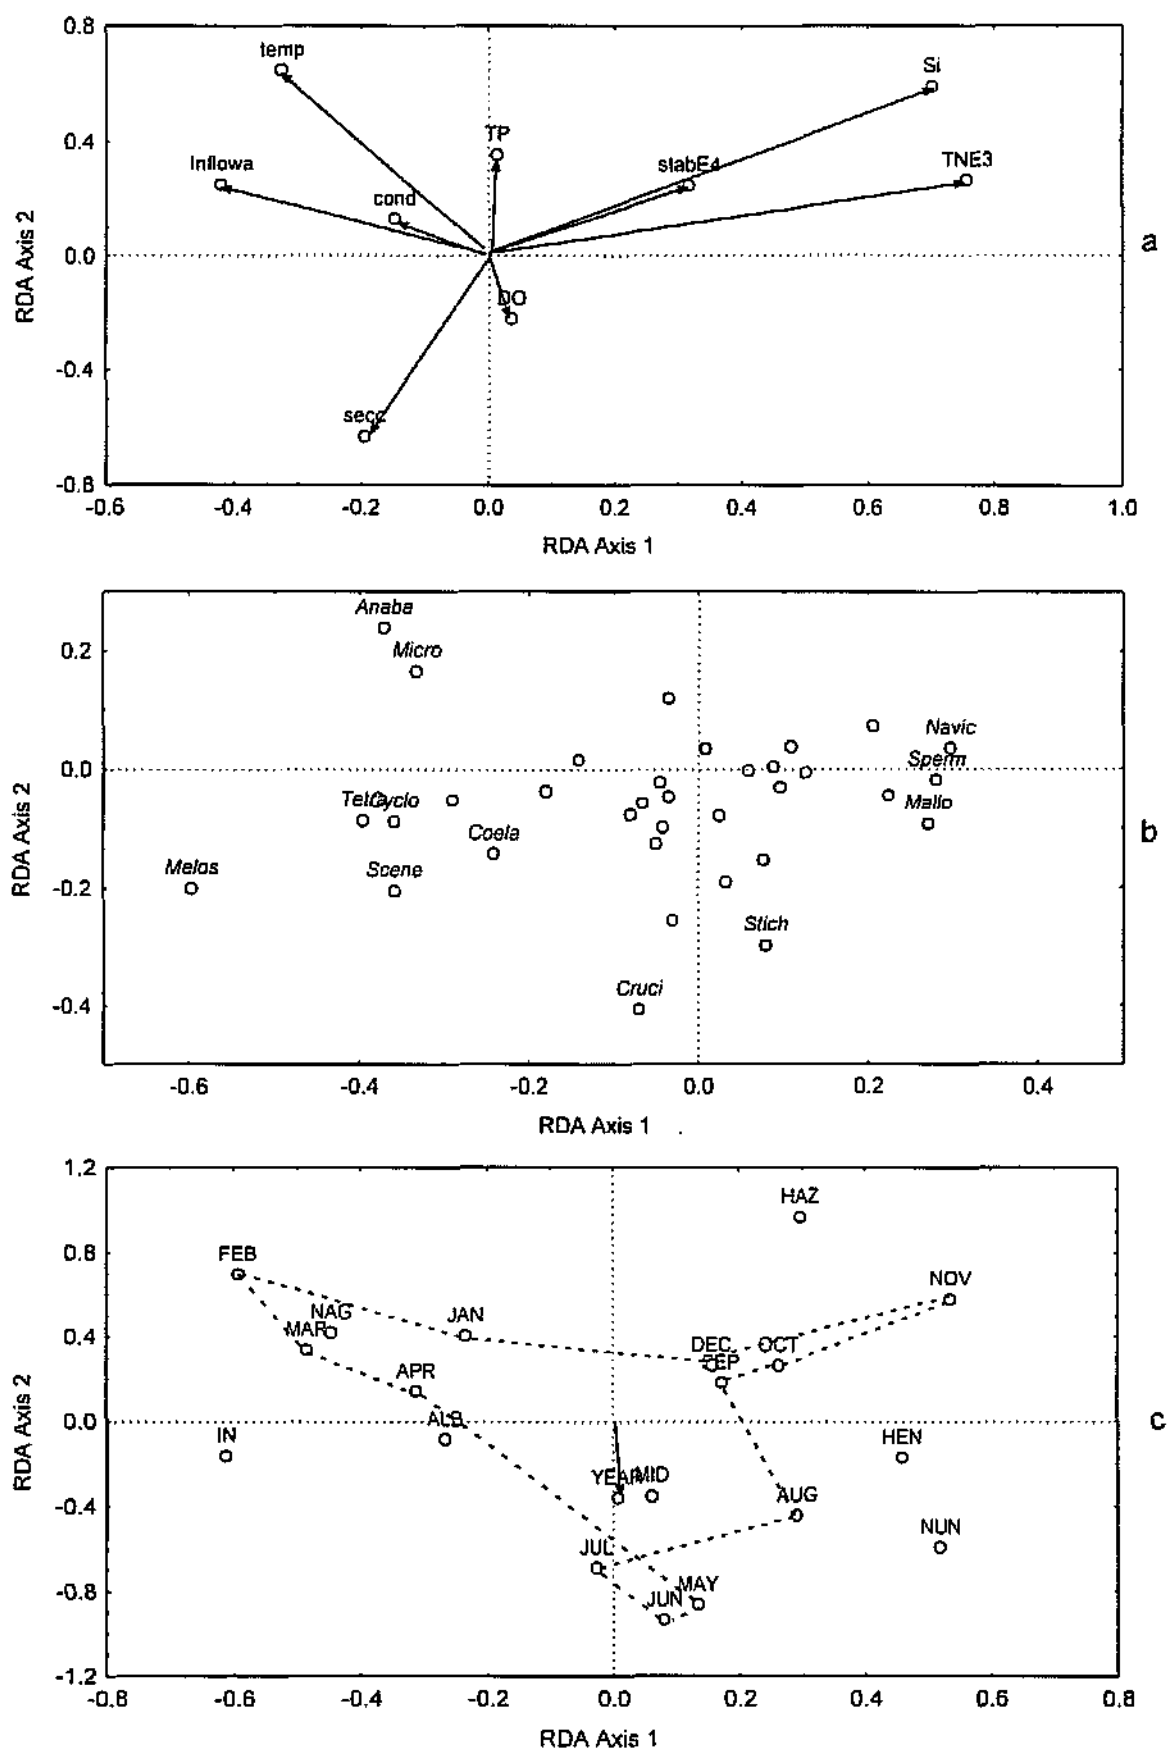 0.8
temp
Si
TP
0.4
Inflowa
stabE4
TNE3
cond
0.0
a
DO
RDA Axis 2
-0.4
secc
-0.8
-0.6 -0.4 -0.2 0.0 0.2 0.4 0.6 0.8 1.0
RDA Axis 1
Anaba
Micro
0.2
Navic
Sperm
0.0
Cyclo
Mallo
Coela
b
RDA Axis 2
Melos
Scene
-0.2
Stich
Cruci
-0.4
-0.6 -0.4 -0.2 0.0 0.2 0.4
RDA Axis 1
1.2
HAZ
0.8
FEB
NOV
NAG
JAN
0.4
MAR
DEC
OCT
SEP
APR
ALB
0.0
c
IN
HEN
RDA Axis 2
YEAR
MID
-0.4
AUG
NUN
JUL
-0.8
JUN
MAY
-1.2
-0.8 -0.6 -0.4 -0.2 0.0 0.2 0.4 0.6 0.8
RDA Axis 1